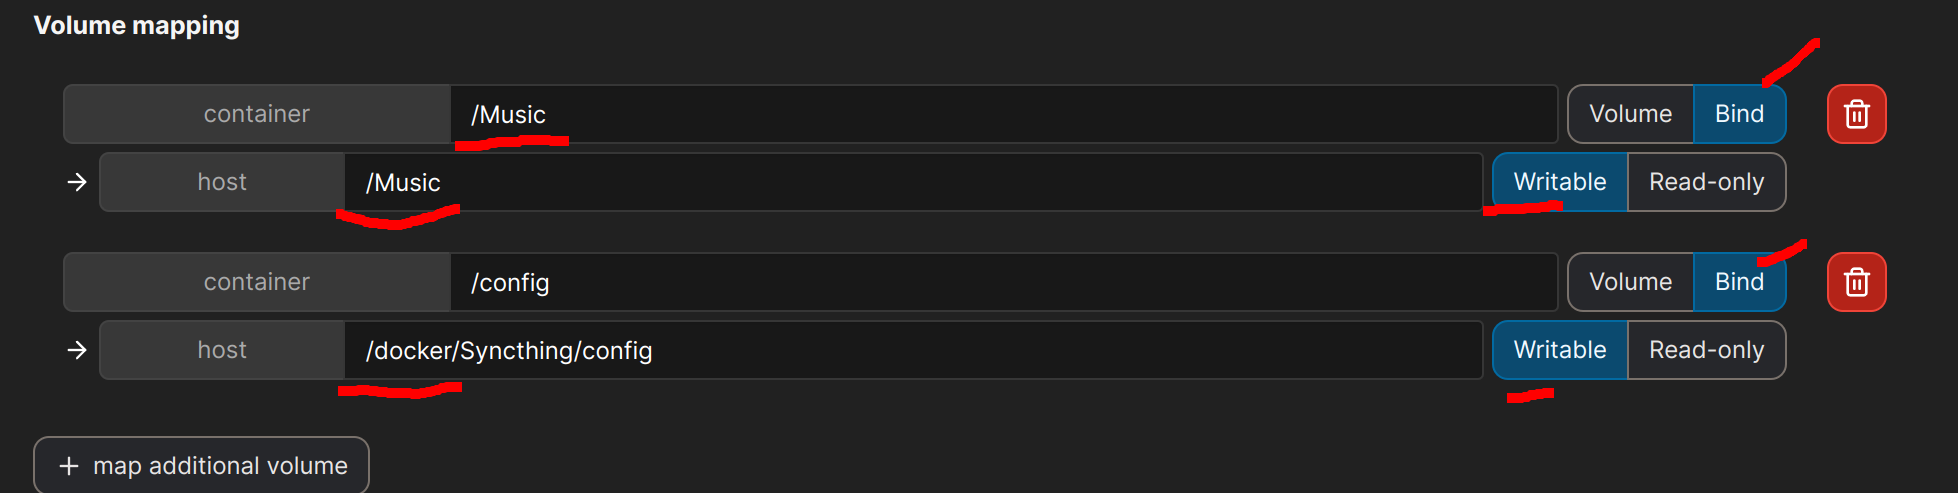 Volume mapping
container /Music Volume Bind
→ host /Music Writable Read-only
container /config Volume Bind
→ host /docker/Syncthing/config Writable Read-only
+ map additional volume